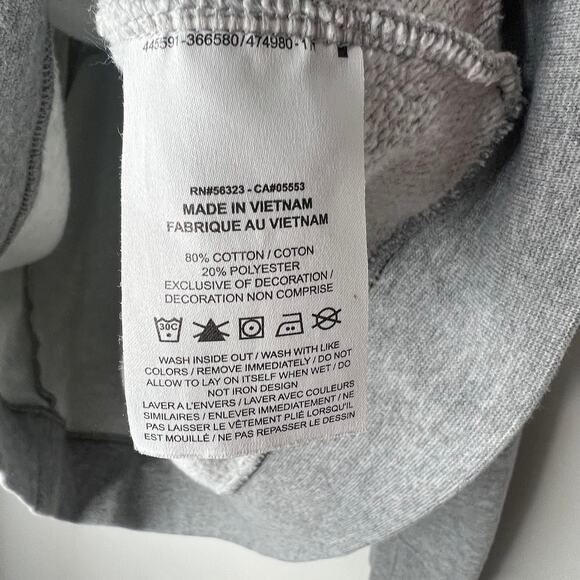 445591-366580/474980-1
RN#56323 - CA#05553
MADE IN VIETNAM
FABRIQUE AU VIETNAM
80% COTTON / COTON
20% POLYESTER
EXCLUSIVE OF DECORATION /
DECORATION NON COMPRISE
30C
WASH INSIDE OUT / WASH WITH LIKE
COLORS / REMOVE IMMEDIATELY / DO NOT
ALLOW TO LAY ON ITSELF WHEN WET / DO
NOT IRON DESIGN
LAVER A L'ENVERS / LAVER AVEC COULEURS
SIMILAIRES / ENLEVER IMMEDIATEMENT / NE
PAS LAISSER LE VÊTEMENT PLIÉ LORSQU'IL
EST MOUILLÉ / NE PAS REPASSER LE DESSIN